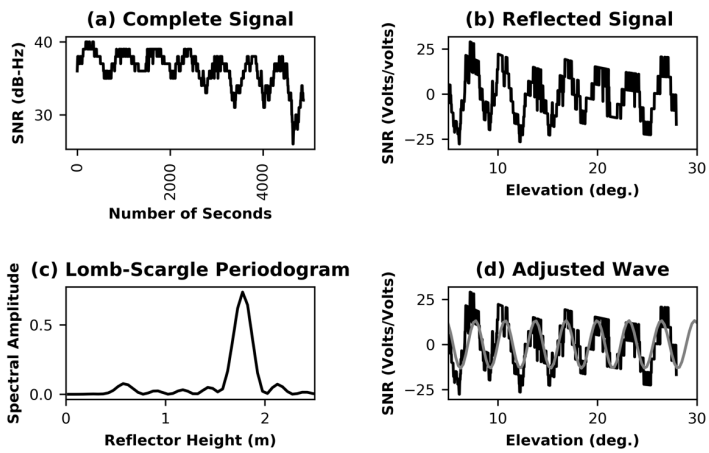 (a) Complete Signal
SNR (dB-Hz)
40
30
0
2000
4000
Number of Seconds
(b) Reflected Signal
SNR (Volts/volts)
25
0
−25
10
20
30
Elevation (deg.)
(c) Lomb-Scargle Periodogram
Spectral Amplitude
0.5
0.0
0
1
2
Reflector Height (m)
(d) Adjusted Wave
SNR (Volts/Volts)
25
0
−25
10
20
30
Elevation (deg.)